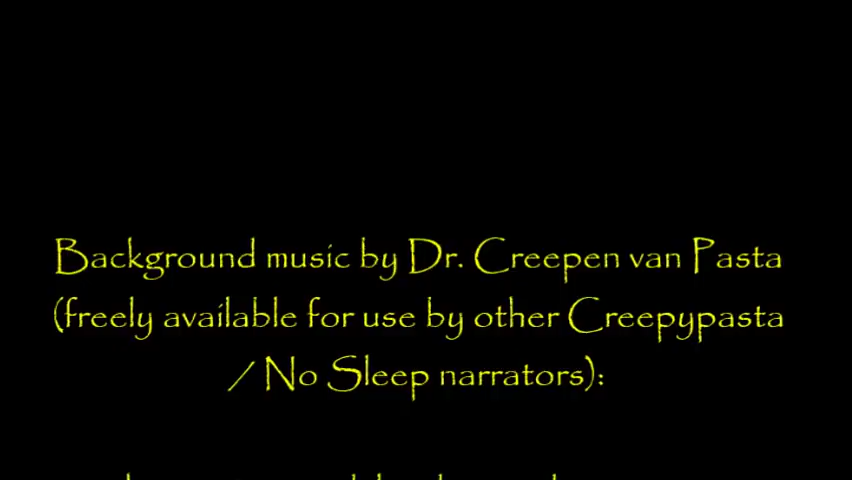 Background music by Dr. Creepen van Pasta
(freely available for use by other Creepypasta
/ No Sleep narrators):